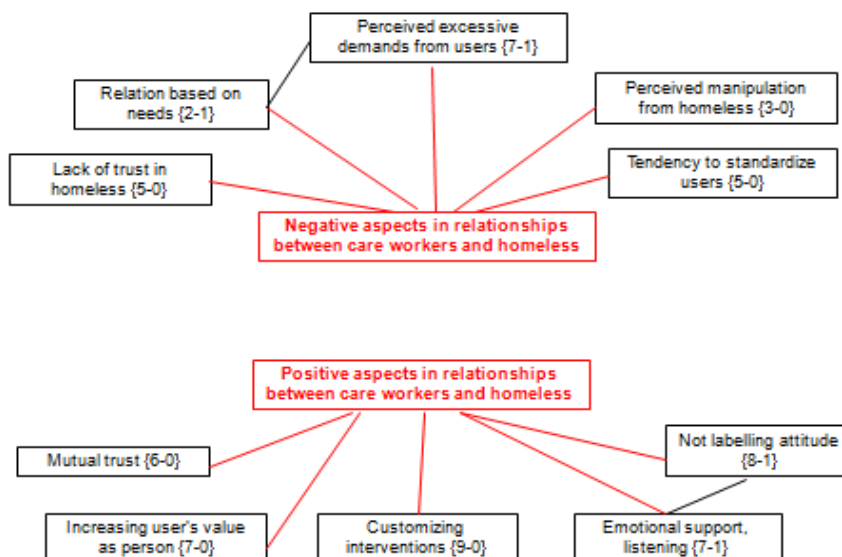 Perceived excessive
demands from users {7-1}
Relation based on
needs {2-1}
Perceived manipulation
from homeless {3-0}
Lack of trust in
homeless {5-0}
Tendency to standardize
users {5-0}
Negative aspects in relationships
between care workers and homeless
Positive aspects in relationships
between care workers and homeless
Mutual trust {6-0}
Not labelling attitude
{8-1}
Increasing user's value
as person {7-0}
Customizing
interventions {9-0}
Emotional support,
listening {7-1}